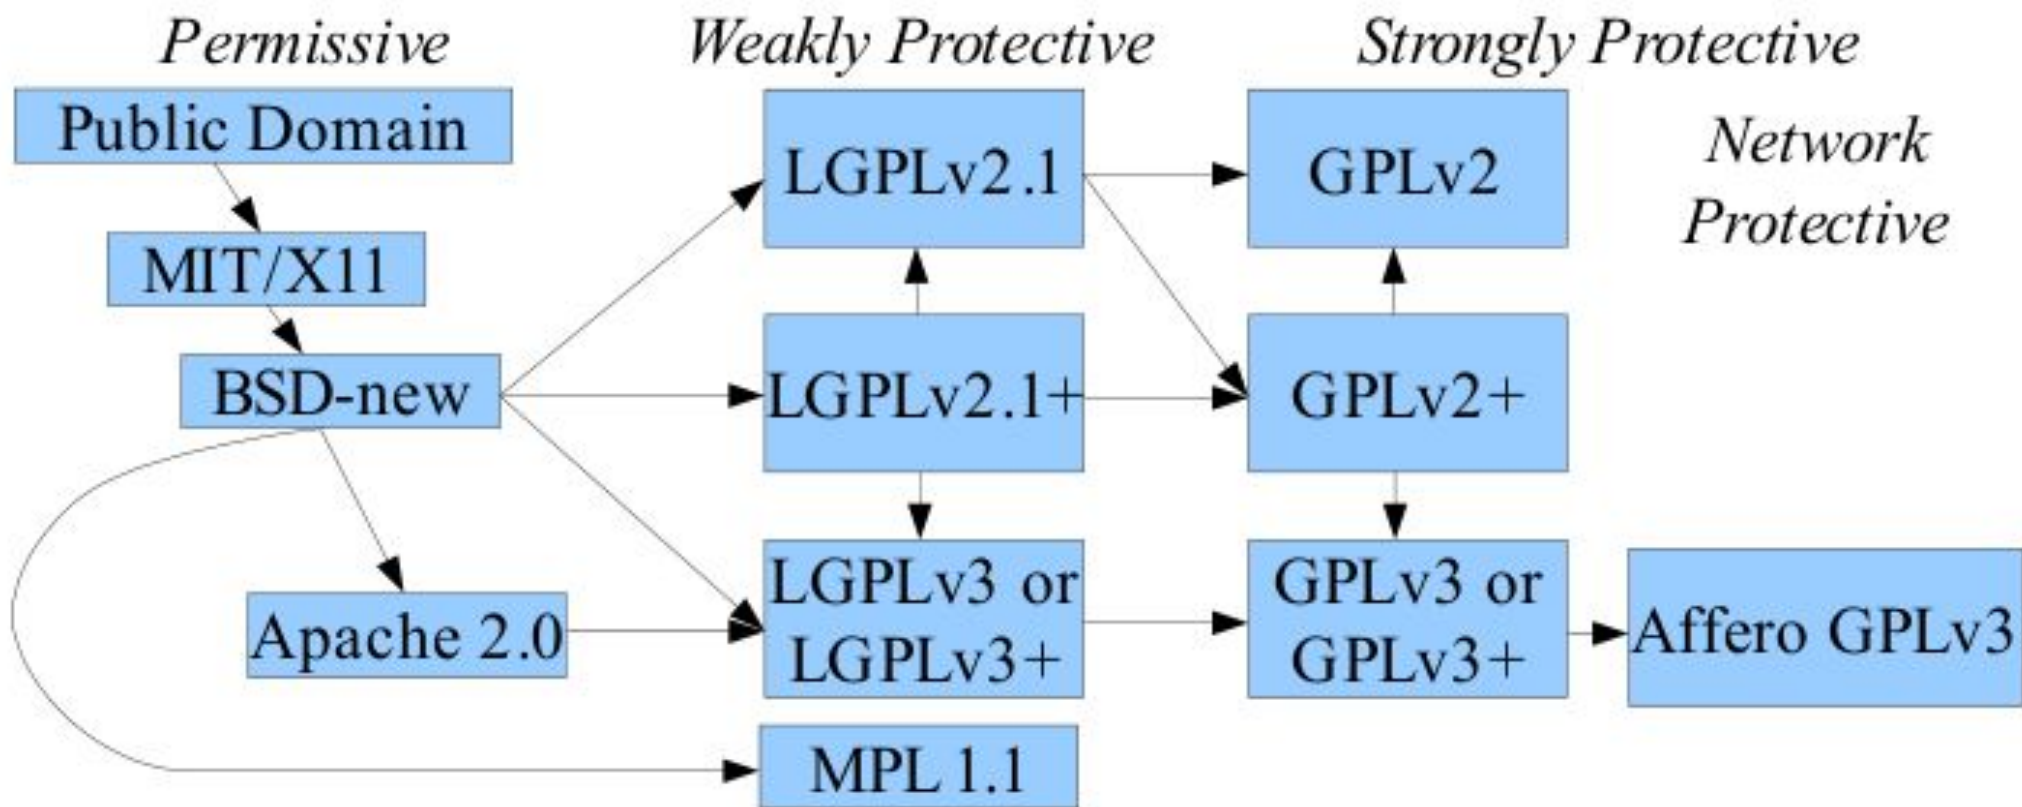 Permissive
Weakly Protective
Strongly Protective
Public Domain
LGPLv2.1
GPLv2
Network
Protective
MIT/X11
BSD-new
LGPLv2.1+
GPLv2+
Apache 2.0
LGPLv3 or
LGPLv3+
GPLv3 or
GPLv3+
Affero GPLv3
MPL 1.1